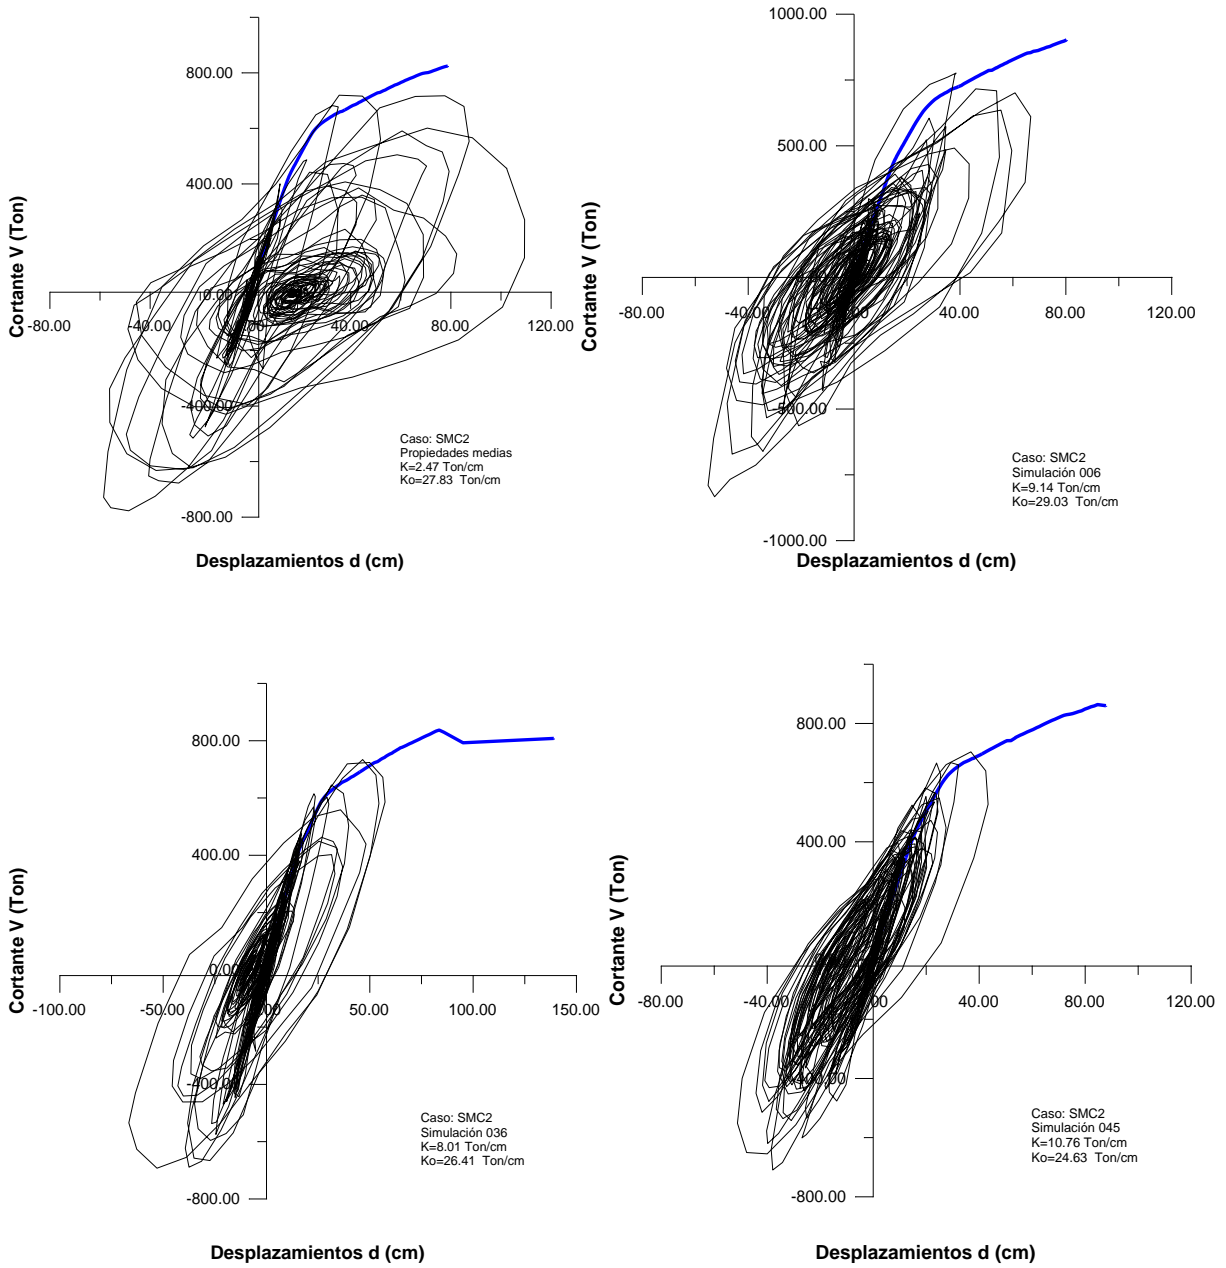 800.00
400.00
0.00
-80.00
-40.00
40.00
80.00
120.00
-400.00
-800.00
Cortante V (Ton)
Caso: SMC2
Propiedades medias
K=2.47 Ton/cm
Ko=27.83 Ton/cm
Desplazamientos d (cm)
1000.00
500.00
-80.00
-40.00
40.00
80.00
120.00
-500.00
-1000.00
Cortante V (Ton)
Caso: SMC2
Simulación 006
K=9.14 Ton/cm
Ko=29.03 Ton/cm
Desplazamientos d (cm)
800.00
400.00
0.00
-100.00
-50.00
50.00
100.00
150.00
-400.00
-800.00
Cortante V (Ton)
Caso: SMC2
Simulación 036
K=8.01 Ton/cm
Ko=26.41 Ton/cm
Desplazamientos d (cm)
800.00
400.00
-80.00
-40.00
40.00
80.00
120.00
-400.00
-800.00
Cortante V (Ton)
Caso: SMC2
Simulación 045
K=10.76 Ton/cm
Ko=24.63 Ton/cm
Desplazamientos d (cm)